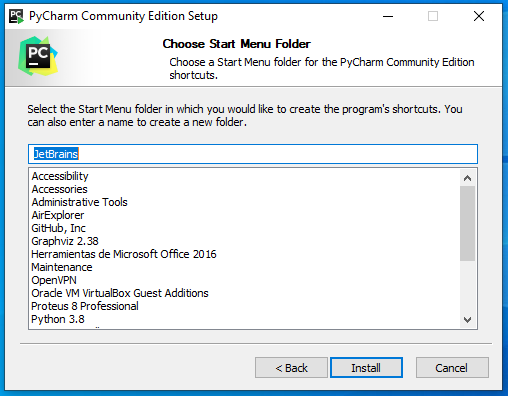 PyCharm Community Edition Setup
PC
Choose Start Menu Folder
Choose a Start Menu folder for the PyCharm Community Edition
shortcuts.
Select the Start Menu folder in which you would like to create the program's shortcuts. You
can also enter a name to create a new folder.
JetBrains
Accessibility
Accessories
Administrative Tools
AirExplorer
GitHub, Inc
Graphviz 2.38
Herramientas de Microsoft Office 2016
Maintenance
OpenVPN
Oracle VM VirtualBox Guest Additions
Proteus 8 Professional
Python 3.8
< Back
Install
Cancel